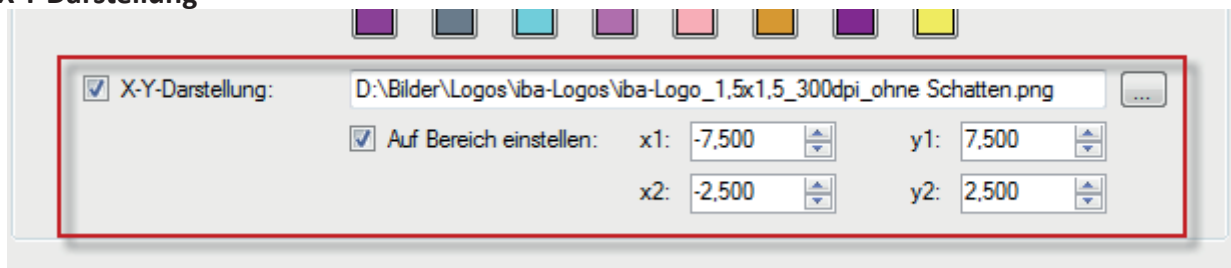 X-Y-Darstellung
X-Y-Darstellung: D:\Bilder\Logos\iba-Logos\iba-Logo_1,5x1,5_300dpi_ohne Schatten.png ...
Auf Bereich einstellen: x1: -7,500 y1: 7,500
x2: -2,500 y2: 2,500